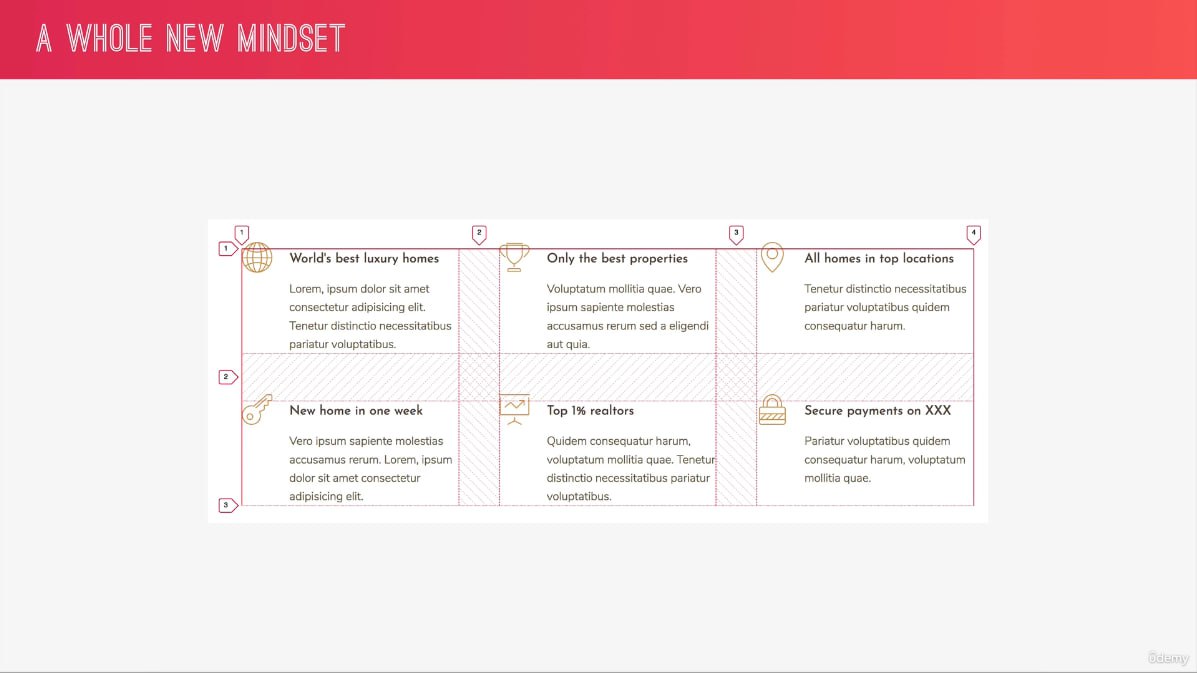 A WHOLE NEW MINDSET
1 2 3 4
1
World's best luxury homes
Lorem, ipsum dolor sit amet
consectetur adipisicing elit.
Tenetur distinctio necessitatibus
pariatur voluptatibus.
Only the best properties
Voluptatum mollitia quae. Vero
ipsum sapiente molestias
accusamus rerum sed a eligendi
aut quia.
All homes in top locations
Tenetur distinctio necessitatibus
pariatur voluptatibus quidem
consequatur harum.
2
New home in one week
Vero ipsum sapiente molestias
accusamus rerum. Lorem, ipsum
dolor sit amet consectetur
adipisicing elit.
Top 1% realtors
Quidem consequatur harum,
voluptatum mollitia quae. Tenetur
distinctio necessitatibus pariatur
voluptatibus.
Secure payments on XXX
Pariatur voluptatibus quidem
consequatur harum, voluptatum
mollitia quae.
3
ûdemy